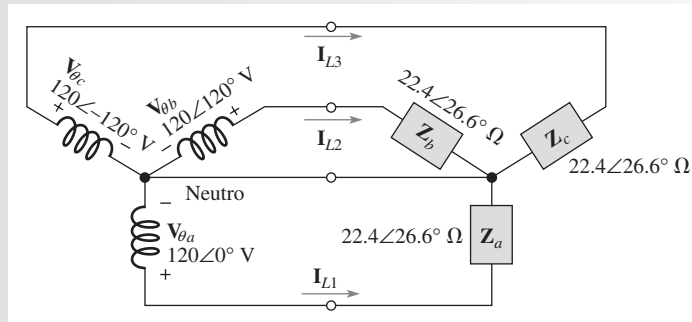 I_L3
V_θc
120∠–120° V
+
–
V_θb
120∠120° V
–
+
I_L2
22.4∠26.6° Ω
Z_b
Z_c
22.4∠26.6° Ω
Neutro
–
V_θa
120∠0° V
+
22.4∠26.6° Ω
Z_a
I_L1